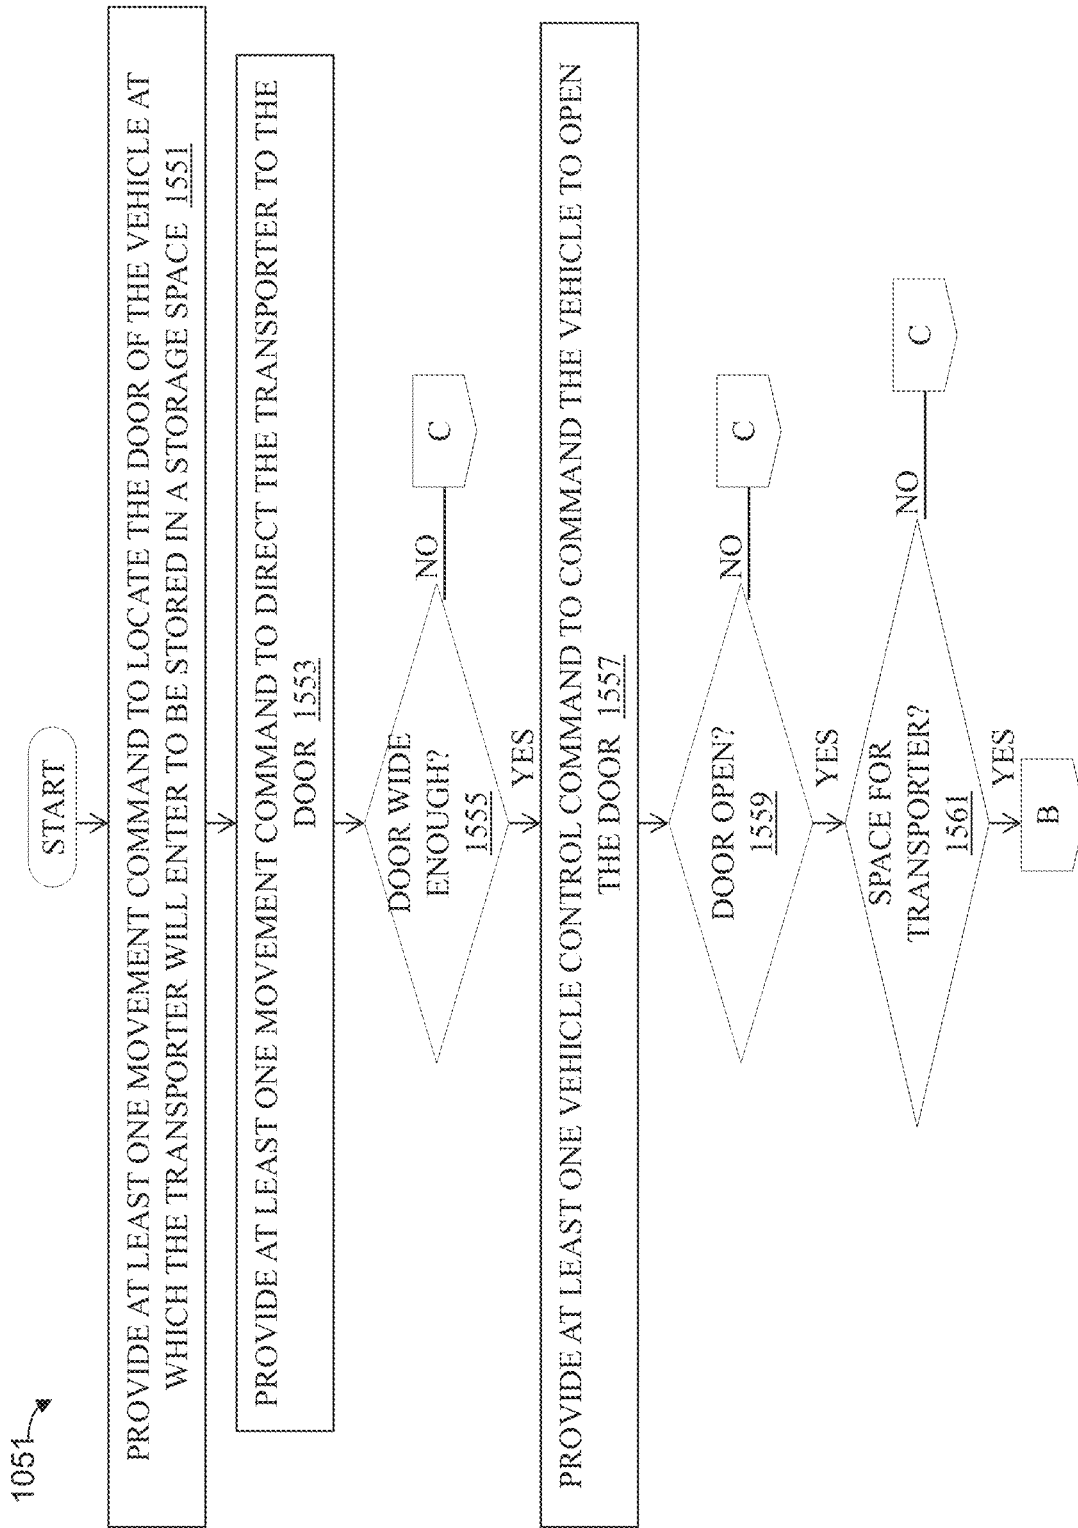 1051
START
PROVIDE AT LEAST ONE MOVEMENT COMMAND TO LOCATE THE DOOR OF THE VEHICLE AT
WHICH THE TRANSPORTER WILL ENTER TO BE STORED IN A STORAGE SPACE 1551
PROVIDE AT LEAST ONE MOVEMENT COMMAND TO DIRECT THE TRANSPORTER TO THE
DOOR 1553
DOOR WIDE
ENOUGH?
1555
NO
C
YES
PROVIDE AT LEAST ONE VEHICLE CONTROL COMMAND TO COMMAND THE VEHICLE TO OPEN
THE DOOR 1557
DOOR OPEN?
1559
NO
C
YES
SPACE FOR
TRANSPORTER?
1561
NO
C
YES
B